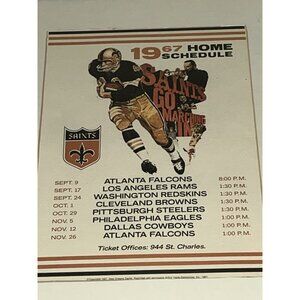 1967 HOME
SCHEDULE
SAINTS
GO
MARCHING
IN
SAINTS
SEPT. 9 ATLANTA FALCONS 8:00 P.M.
SEPT. 17 LOS ANGELES RAMS 1:30 P.M.
SEPT. 24 WASHINGTON REDSKINS 1:30 P.M.
OCT. 1 CLEVELAND BROWNS 1:30 P.M.
OCT. 29 PITTSBURGH STEELERS 1:30 P.M.
NOV. 5 PHILADELPHIA EAGLES 1:00 P.M.
NOV. 12 DALLAS COWBOYS 1:00 P.M.
NOV. 26 ATLANTA FALCONS 1:00 P.M.
Ticket Offices: 944 St. Charles.